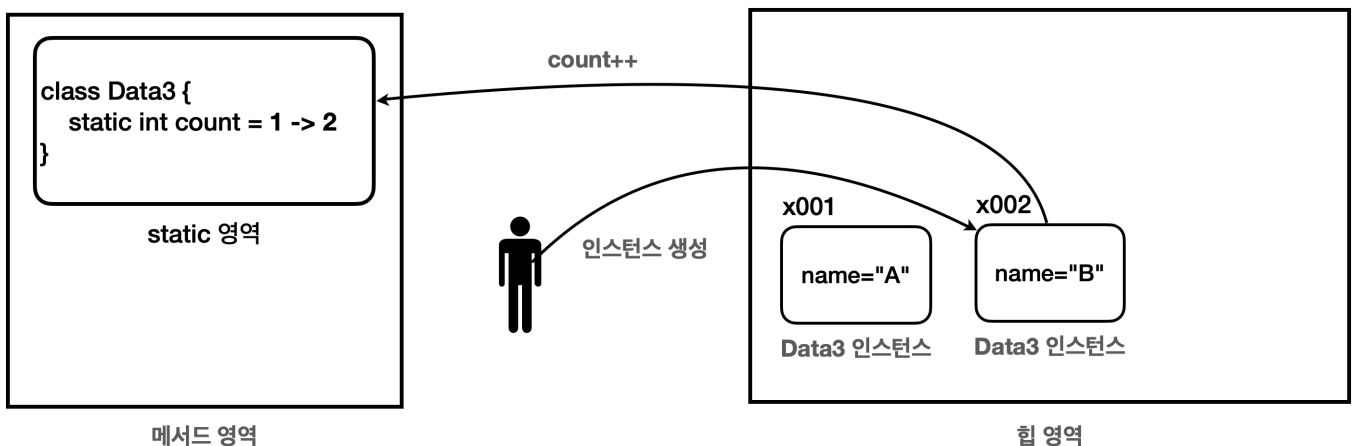 class Data3 {
static int count = 1 -> 2
}
static 영역
메서드 영역
count++
인스턴스 생성
x001
name="A"
Data3 인스턴스
x002
name="B"
Data3 인스턴스
힙 영역